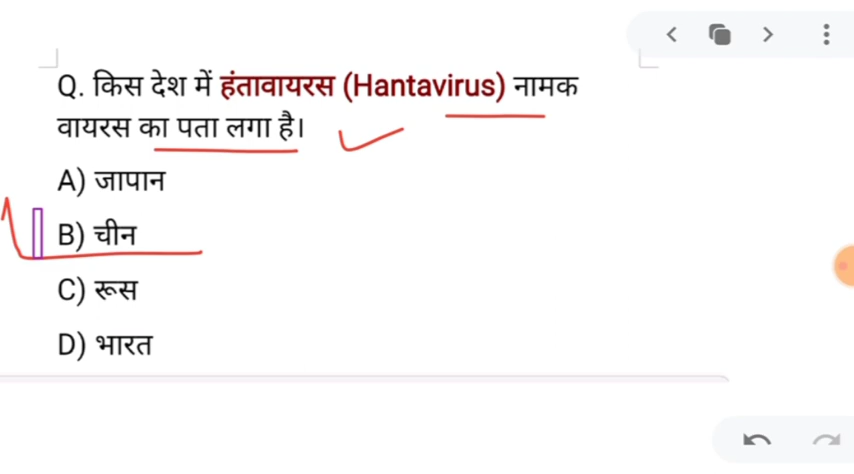 Q. किस देश में हंतावायरस (Hantavirus) नामक
वायरस का पता लगा है।
A) जापान
B) चीन
C) रूस
D) भारत